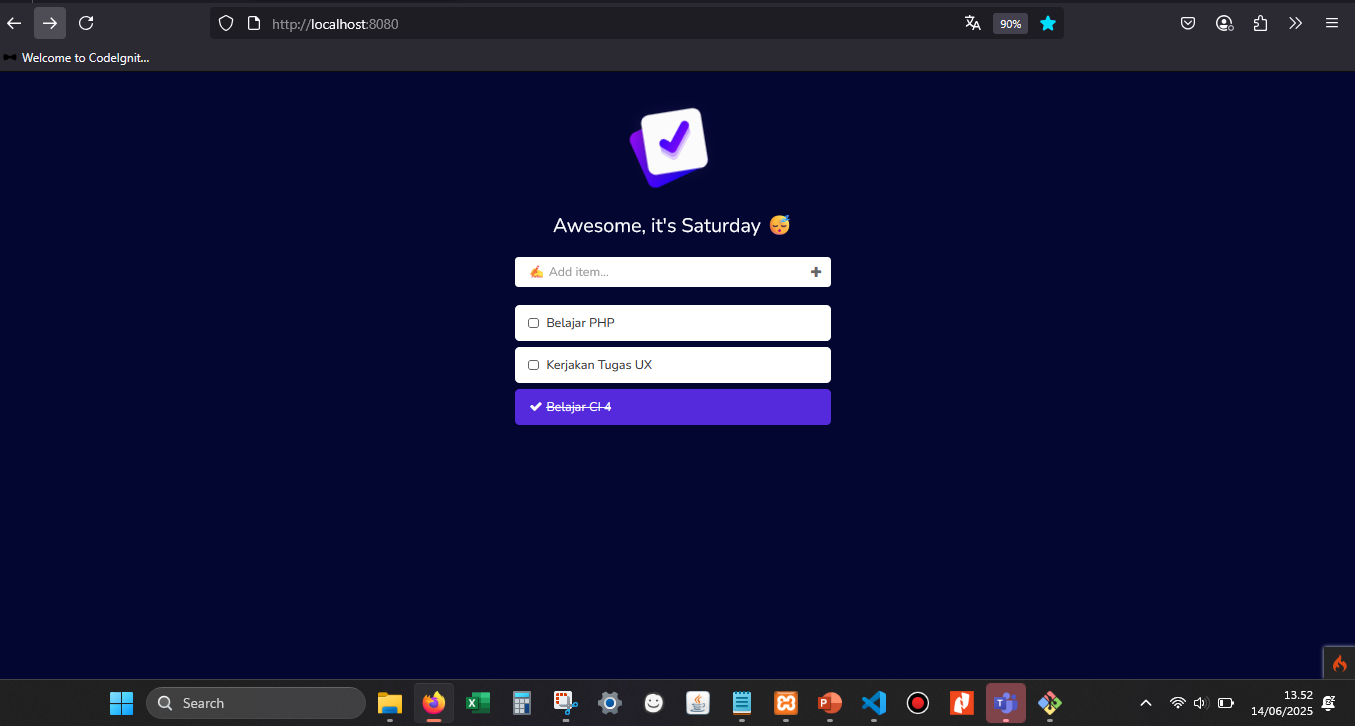 http://localhost:8080
90%
Welcome to CodeIgnit...
Awesome, it's Saturday 😴
✍ Add item...
Belajar PHP
Kerjakan Tugas UX
Belajar CI 4
Search
13.52
14/06/2025